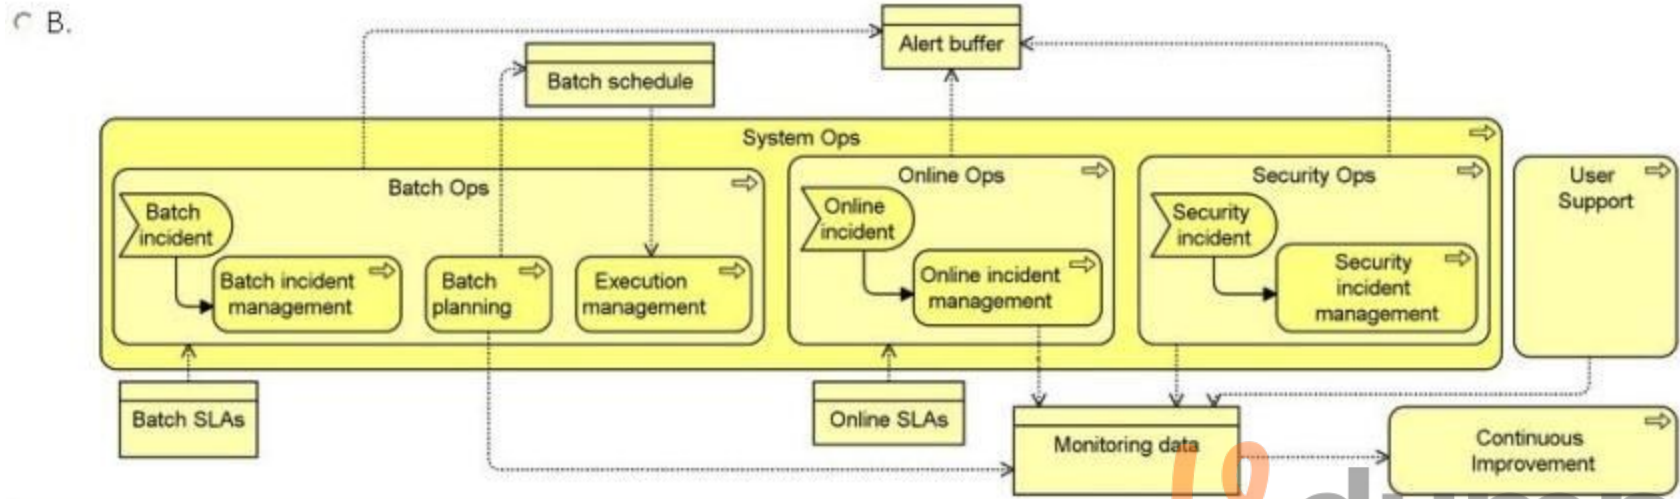 B.
Alert buffer
Batch schedule
System Ops
Batch Ops
Online Ops
Security Ops
User
Support
Batch
incident
Online
incident
Security
incident
Batch incident
management
Batch
planning
Execution
management
Online incident
management
Security
incident
management
Batch SLAs
Online SLAs
Monitoring data
Continuous
Improvement